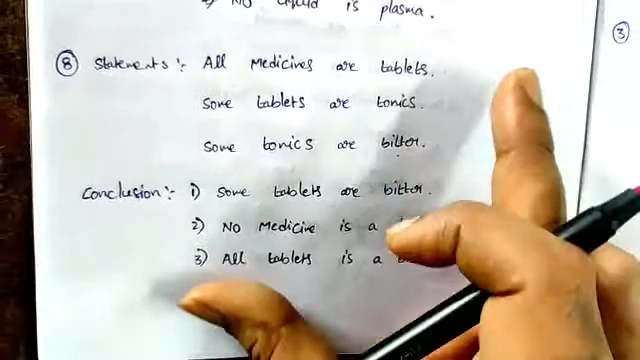 2) No liquid is plasma.
3
8 Statements :- All Medicines are tablets.
Some tablets are tonics.
Some tonics are bitter.
Conclusion :- 1) Some tablets are bitter.
2) No Medicine is a
3) All tablets is a